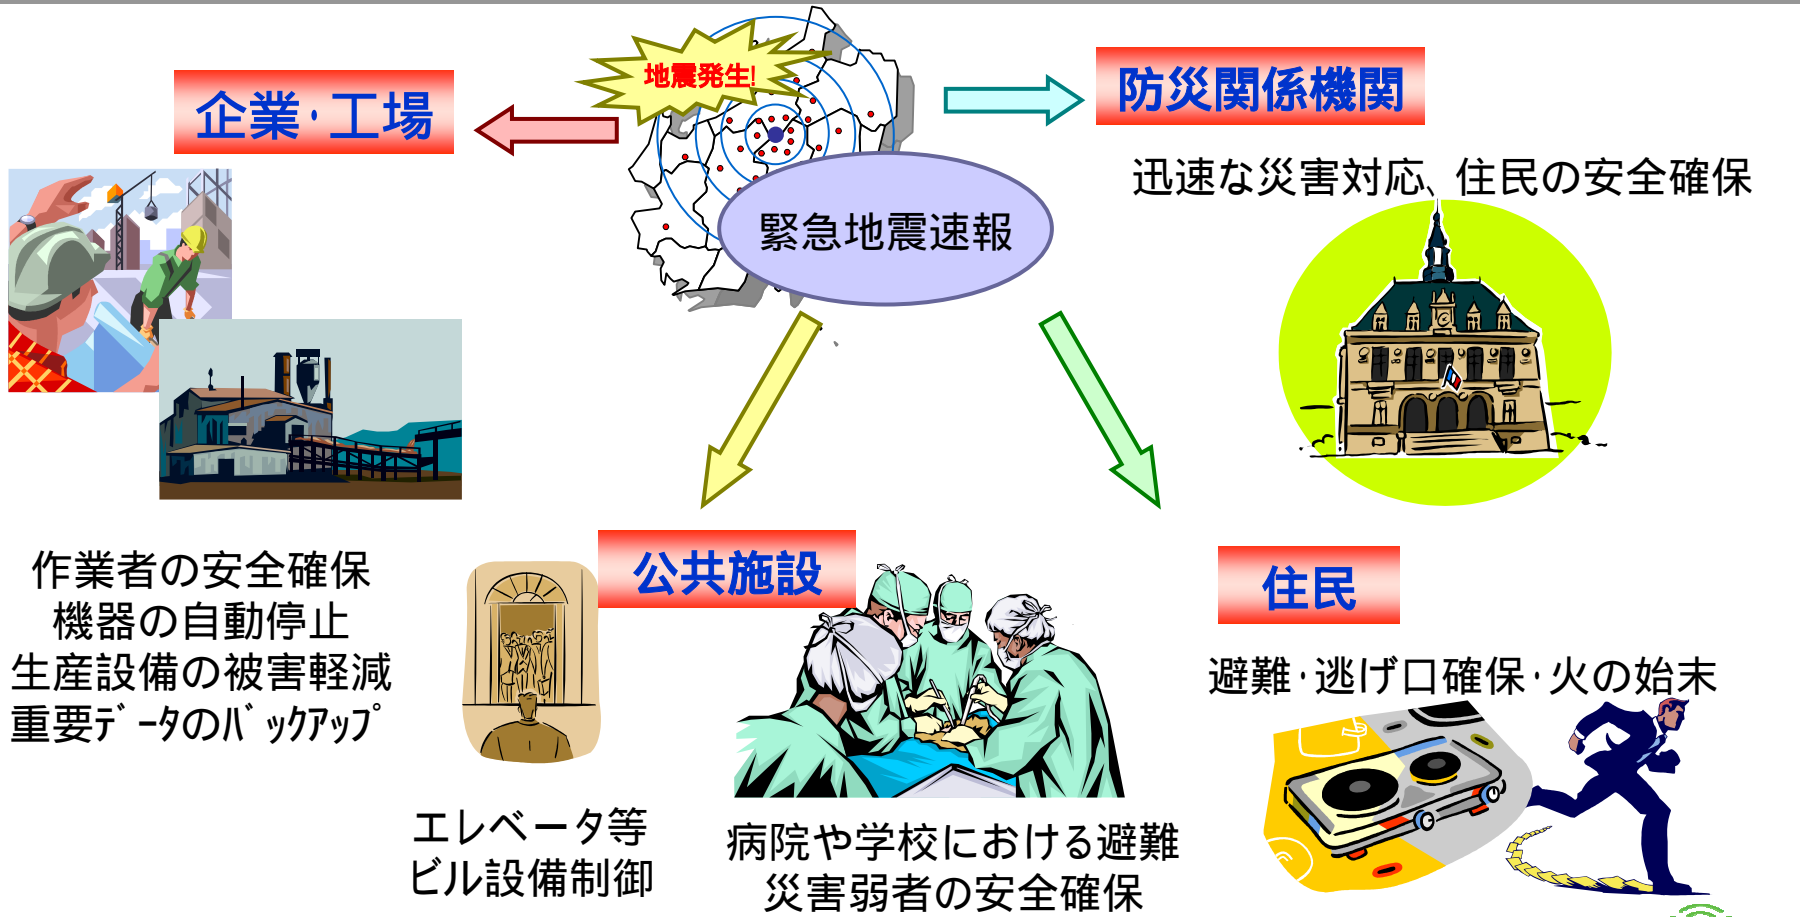 地震発生!
企業・工場
防災関係機関
迅速な災害対応、住民の安全確保
緊急地震速報
作業者の安全確保
機器の自動停止
生産設備の被害軽減
重要ﾃﾞｰﾀのﾊﾞｯｸｱｯﾌﾟ
公共施設
エレベータ等
ビル設備制御
病院や学校における避難
災害弱者の安全確保
住民
避難・逃げ口確保・火の始末